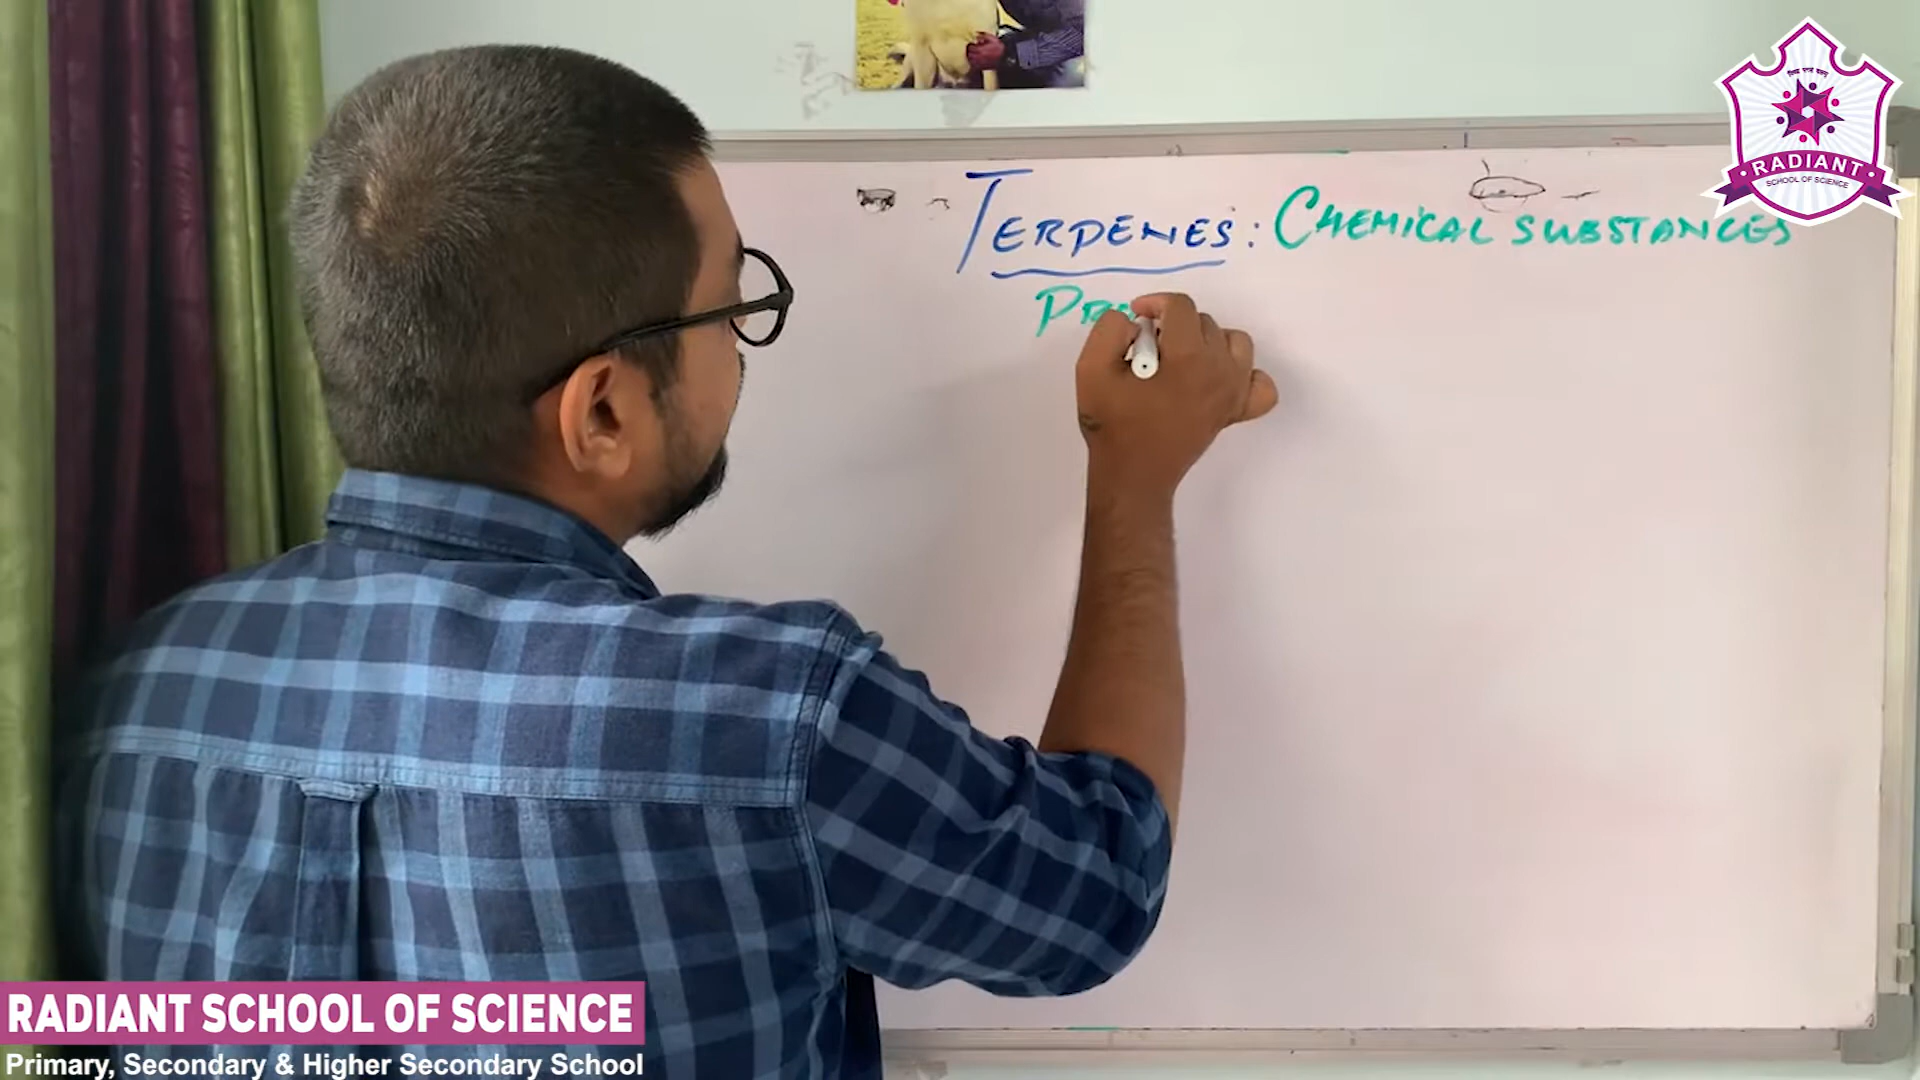 TERPENES: CHEMICAL SUBSTANCES
RADIANT
SCHOOL OF SCIENCE
RADIANT SCHOOL OF SCIENCE
Primary, Secondary & Higher Secondary School